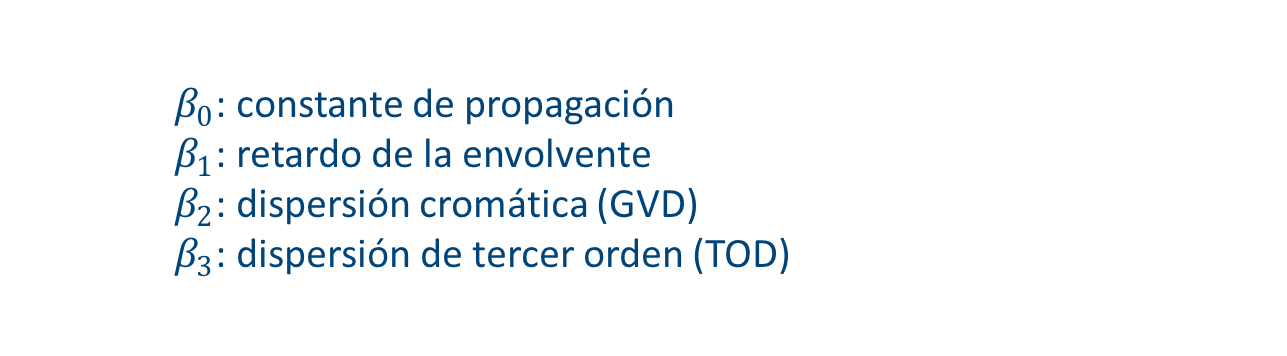 β₀: constante de propagación
β₁: retardo de la envolvente
β₂: dispersión cromática (GVD)
β₃: dispersión de tercer orden (TOD)